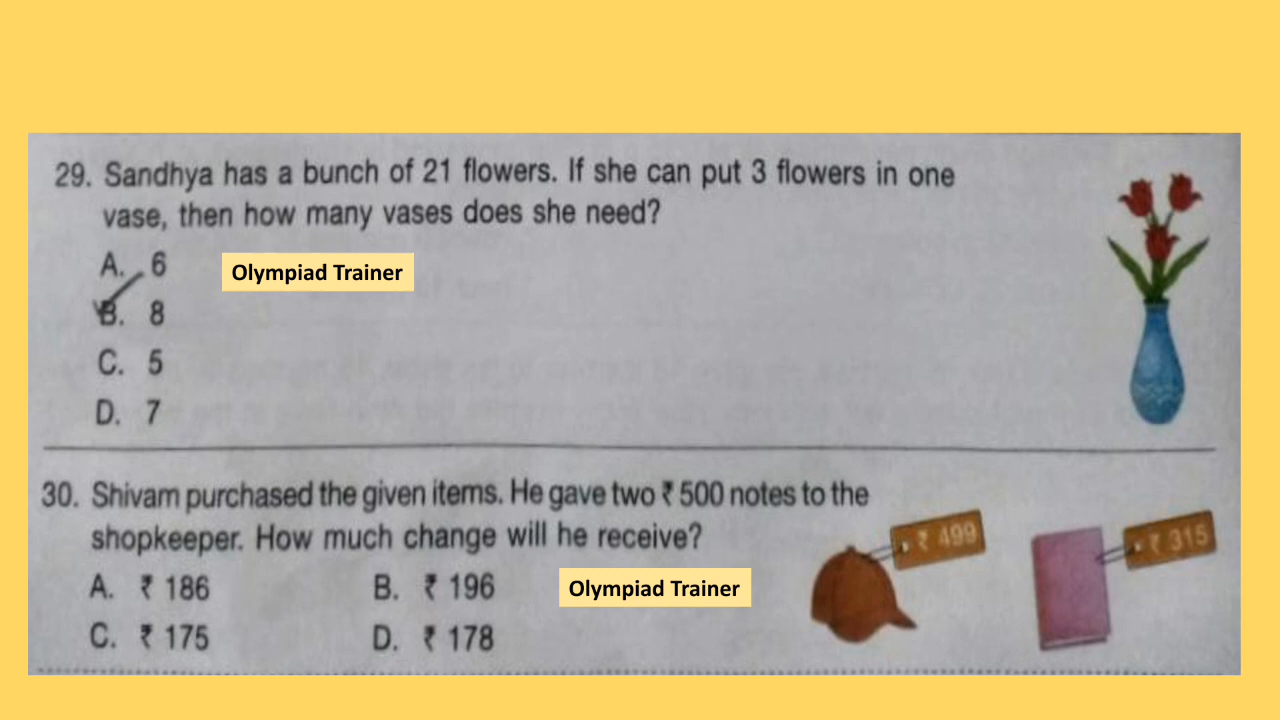 29. Sandhya has a bunch of 21 flowers. If she can put 3 flowers in one
vase, then how many vases does she need?
A. 6
Olympiad Trainer
B. 8
C. 5
D. 7
30. Shivam purchased the given items. He gave two ₹ 500 notes to the
shopkeeper. How much change will he receive?
₹ 499
₹ 315
A. ₹ 186 B. ₹ 196
Olympiad Trainer
C. ₹ 175 D. ₹ 178